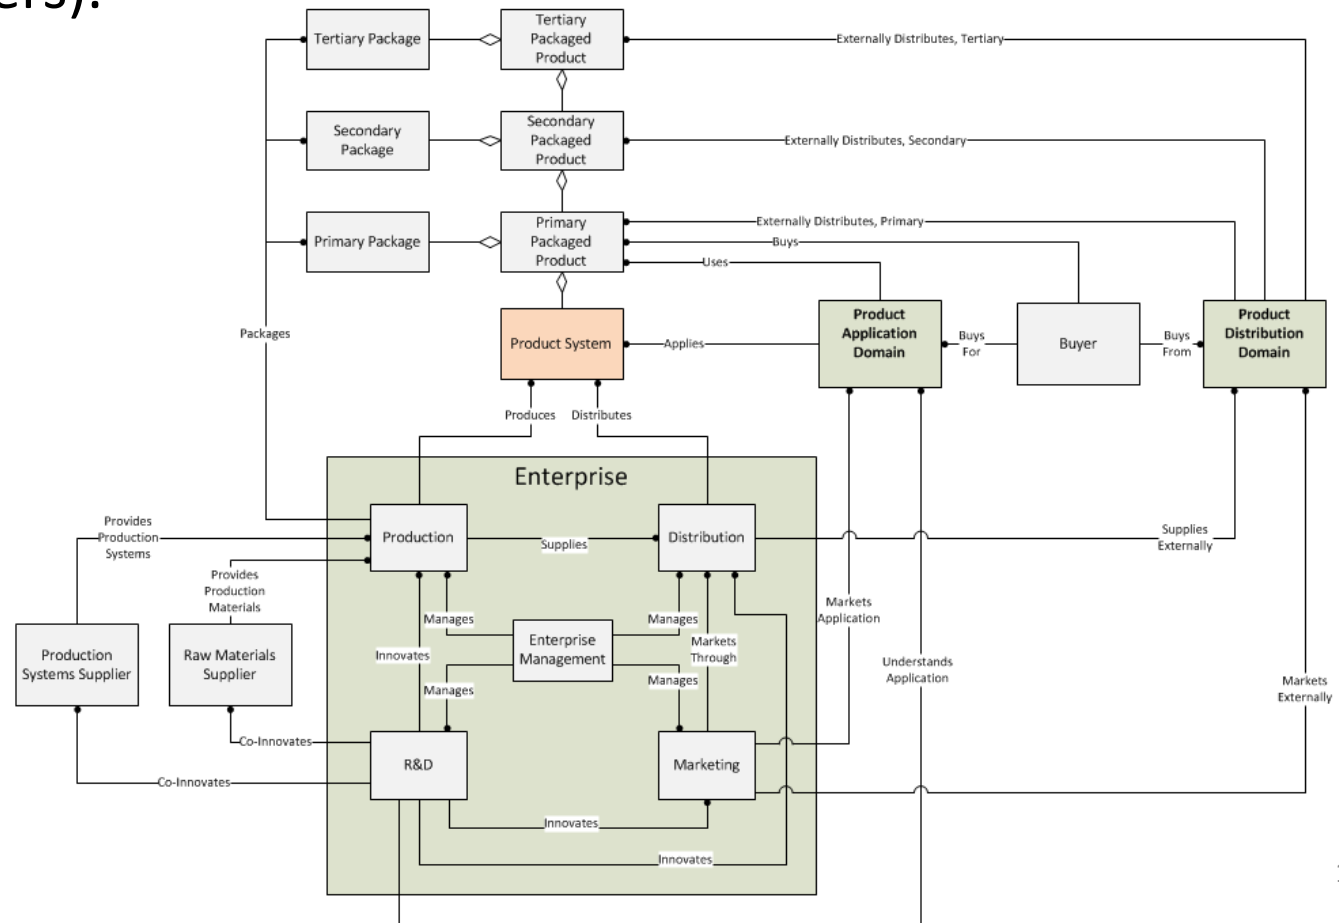 ers).
Tertiary Package
Tertiary
Packaged
Product
Externally Distributes, Tertiary
Secondary
Package
Secondary
Packaged
Product
Externally Distributes, Secondary
Primary Package
Primary
Packaged
Product
Externally Distributes, Primary
Buys
Uses
Packages
Product System
Applies
Product
Application
Domain
Buys
For
Buyer
Buys
From
Product
Distribution
Domain
Produces
Distributes
Enterprise
Provides
Production
Systems
Production
Supplies
Distribution
Supplies
Externally
Provides
Production
Materials
Manages
Manages
Markets
Application
Production
Systems Supplier
Raw Materials
Supplier
Innovates
Enterprise
Management
Markets
Through
Understands
Application
Manages
Manages
Markets
Externally
Co-Innovates
R&D
Marketing
Co-Innovates
Innovates
Innovates